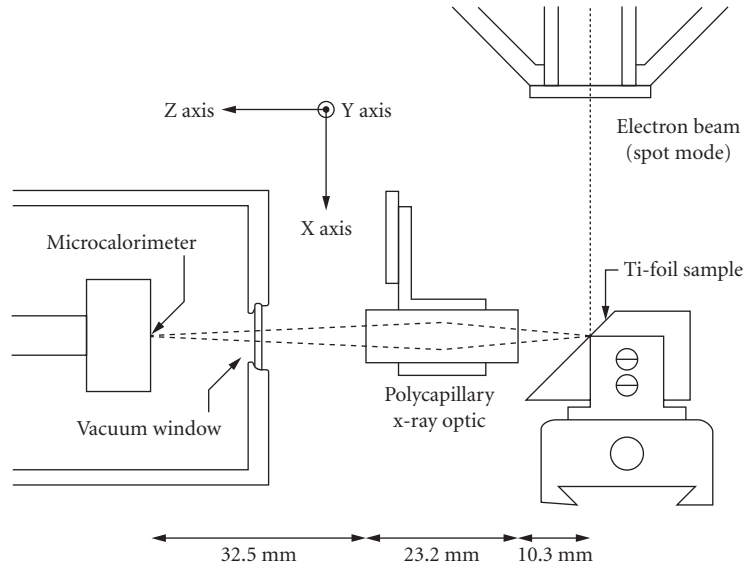 Z axis
Y axis
X axis
Electron beam
(spot mode)
Microcalorimeter
Ti-foil sample
Vacuum window
Polycapillary
x-ray optic
32.5 mm
23.2 mm
10.3 mm